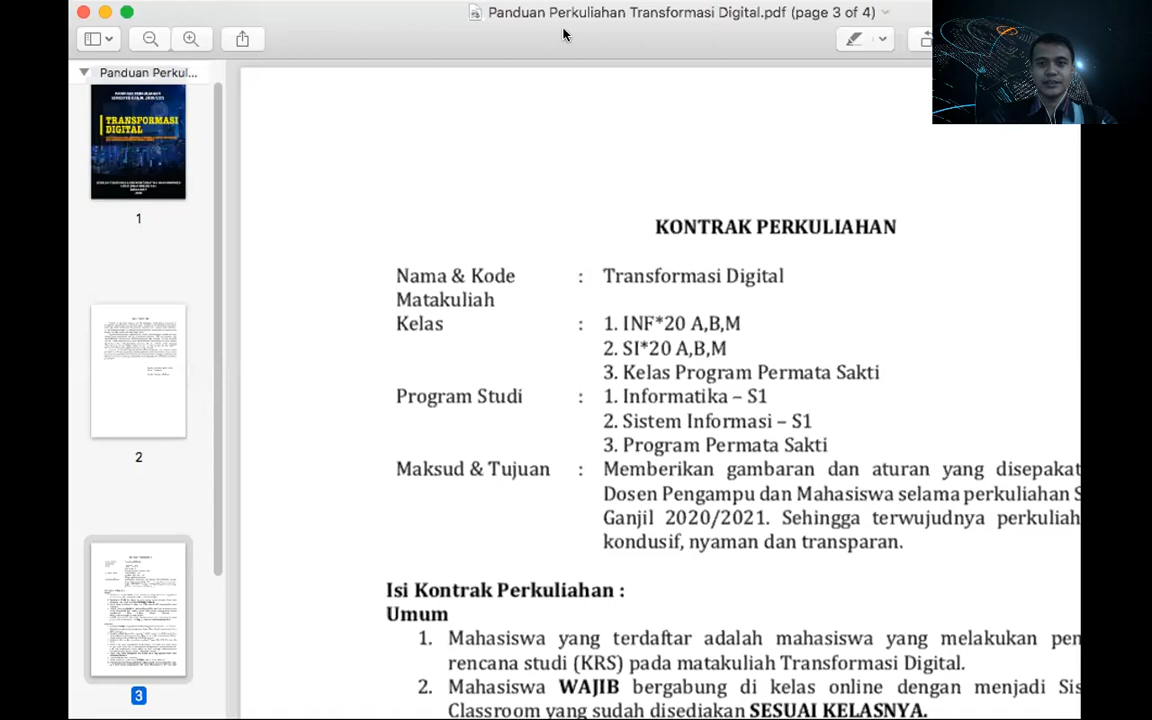 Panduan Perkuliahan Transformasi Digital.pdf (page 3 of 4)
Panduan Perkul...
TRANSFORMASI
DIGITAL
1
2
3
KONTRAK PERKULIAHAN
Nama & Kode : Transformasi Digital
Matakuliah
Kelas : 1. INF*20 A,B,M
2. SI*20 A,B,M
3. Kelas Program Permata Sakti
Program Studi : 1. Informatika – S1
2. Sistem Informasi – S1
3. Program Permata Sakti
Maksud & Tujuan : Memberikan gambaran dan aturan yang disepakat
Dosen Pengampu dan Mahasiswa selama perkuliahan S
Ganjil 2020/2021. Sehingga terwujudnya perkuliah
kondusif, nyaman dan transparan.
Isi Kontrak Perkuliahan :
Umum
1. Mahasiswa yang terdaftar adalah mahasiswa yang melakukan pen
rencana studi (KRS) pada matakuliah Transformasi Digital.
2. Mahasiswa WAJIB bergabung di kelas online dengan menjadi Sis
Classroom yang sudah disediakan SESUAI KELASNYA.